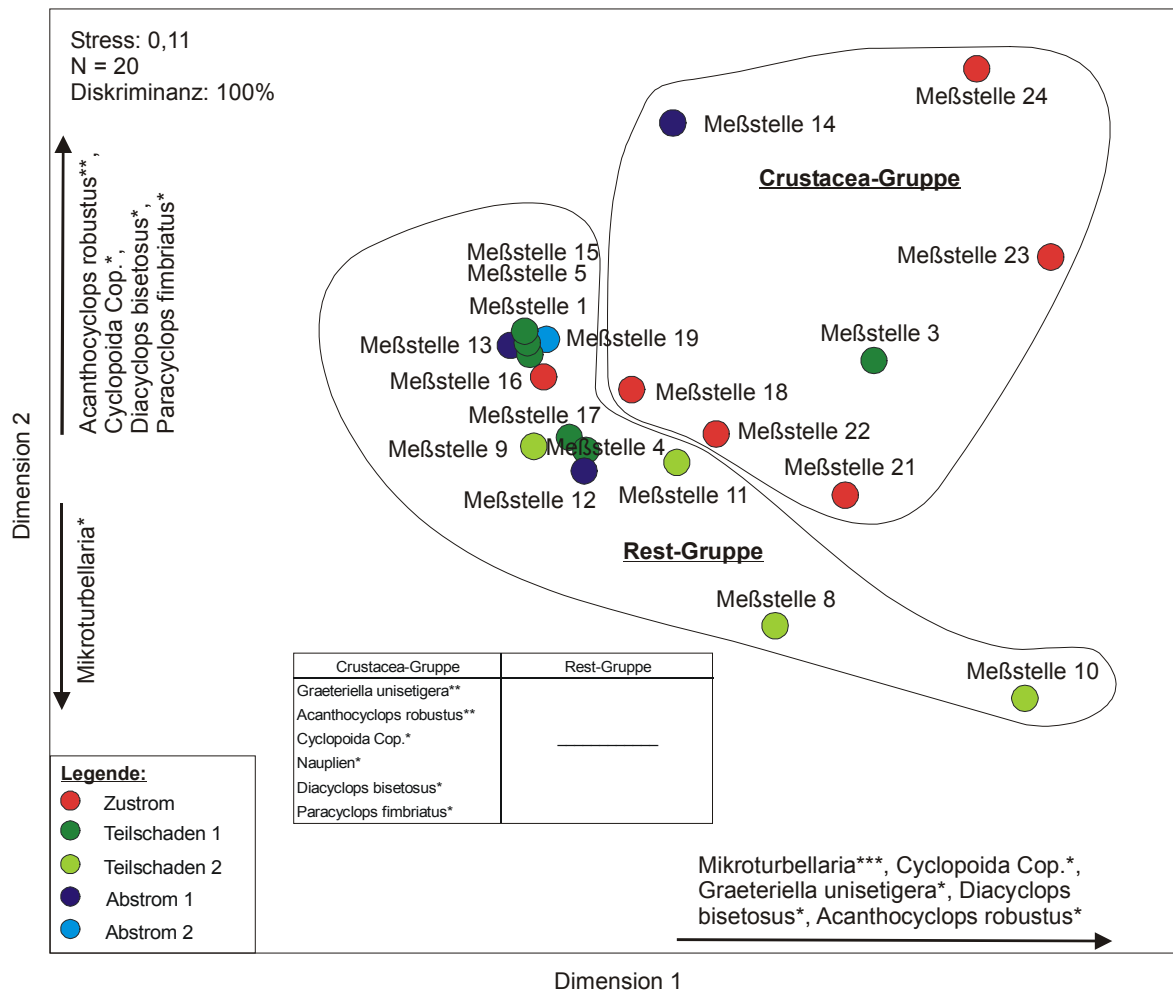 Stress: 0,11
N = 20
Diskriminanz: 100%
Meßstelle 24
Meßstelle 14
Crustacea-Gruppe
Meßstelle 23
Meßstelle 15
Meßstelle 5
Meßstelle 1
Meßstelle 13
Meßstelle 19
Meßstelle 3
Meßstelle 16
Meßstelle 18
Meßstelle 17
Meßstelle 22
Meßstelle 9
Meßstelle 4
Meßstelle 21
Meßstelle 12
Meßstelle 11
Rest-Gruppe
Meßstelle 8
Meßstelle 10
Dimension 2
Acanthocyclops robustus**,
Cyclopoida Cop.*,
Diacyclops bisetosus*,
Paracyclops fimbriatus*
Mikroturbellaria*
Crustacea-Gruppe
Rest-Gruppe
Graeteriella unisetigera**
Acanthocyclops robustus**
Cyclopoida Cop.*
Nauplien*
Diacyclops bisetosus*
Paracyclops fimbriatus*
Legende:
Zustrom
Teilschaden 1
Teilschaden 2
Abstrom 1
Abstrom 2
Mikroturbellaria***, Cyclopoida Cop.*,
Graeteriella unisetigera*, Diacyclops
bisetosus*, Acanthocyclops robustus*
Dimension 1